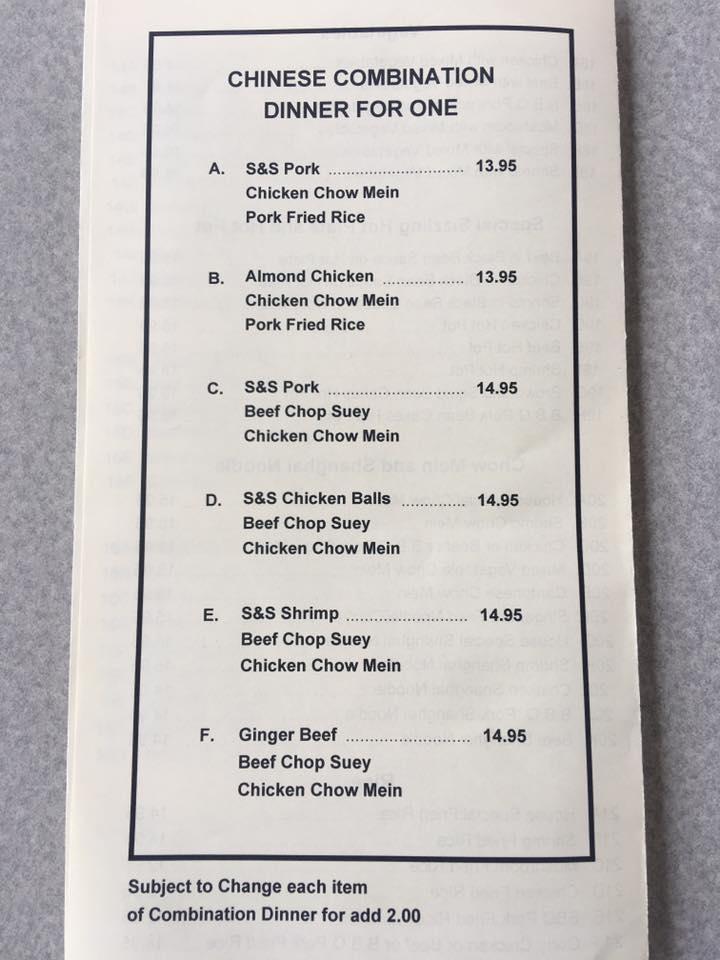 CHINESE COMBINATION
DINNER FOR ONE
A. S&S Pork ................................ 13.95
Chicken Chow Mein
Pork Fried Rice
B. Almond Chicken ..................... 13.95
Chicken Chow Mein
Pork Fried Rice
C. S&S Pork ................................ 14.95
Beef Chop Suey
Chicken Chow Mein
D. S&S Chicken Balls ................ 14.95
Beef Chop Suey
Chicken Chow Mein
E. S&S Shrimp ............................ 14.95
Beef Chop Suey
Chicken Chow Mein
F. Ginger Beef ............................ 14.95
Beef Chop Suey
Chicken Chow Mein
Subject to Change each item
of Combination Dinner for add 2.00